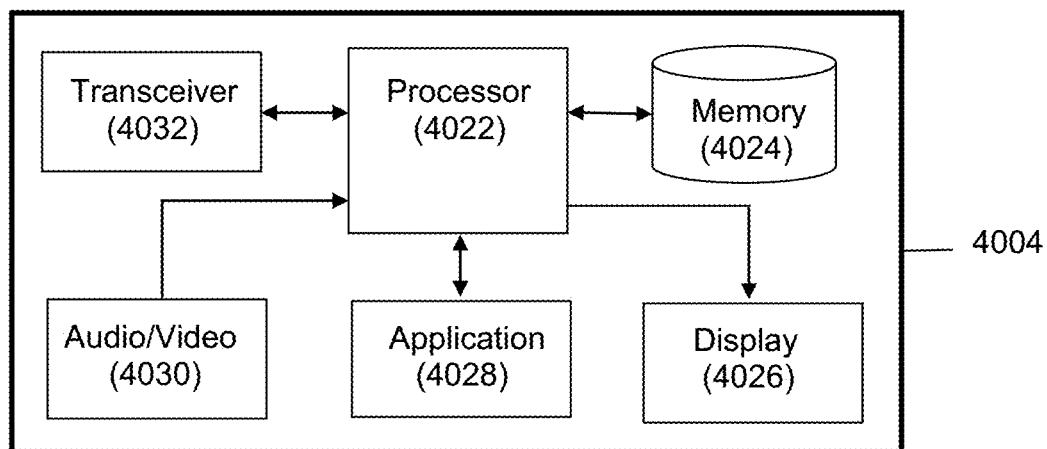 Transceiver
(4032)
Processor
(4022)
Memory
(4024)
4004
Audio/Video
(4030)
Application
(4028)
Display
(4026)